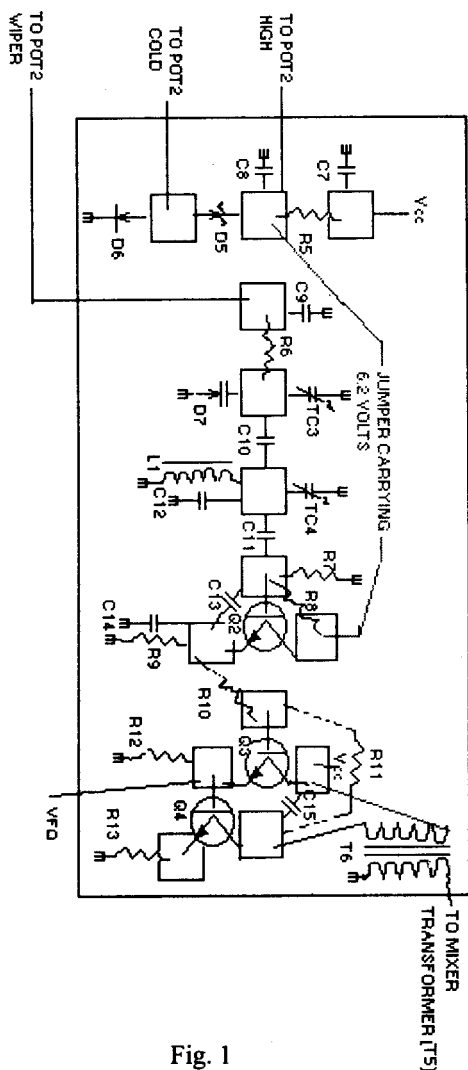 TO POT2
WIPER
TO POT2
COLD
TO POT2
HIGH
D6
D5
C8
R5
C7
Vcc
C9
R6
D7
TC3
JUMPER CARRYING
6.2 VOLTS
C10
L1
C12
TC4
C11
R7
R8
C13
Q2
C14
R9
R10
Q3
R11
R12
Vcc
C15
VFO
Q4
R13
T6
TO MIXER
TRANSFORMER [T5]
Fig. 1